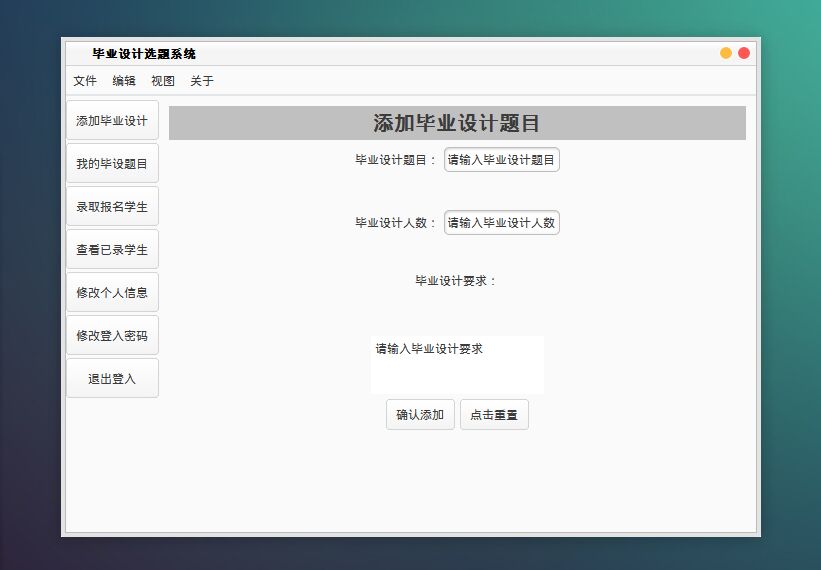 毕业设计选题系统
文件 编辑 视图 关于
添加毕业设计
我的毕设题目
录取报名学生
查看已录学生
修改个人信息
修改登入密码
退出登入
添加毕业设计题目
毕业设计题目： 请输入毕业设计题目
毕业设计人数： 请输入毕业设计人数
毕业设计要求：
请输入毕业设计要求
确认添加 点击重置